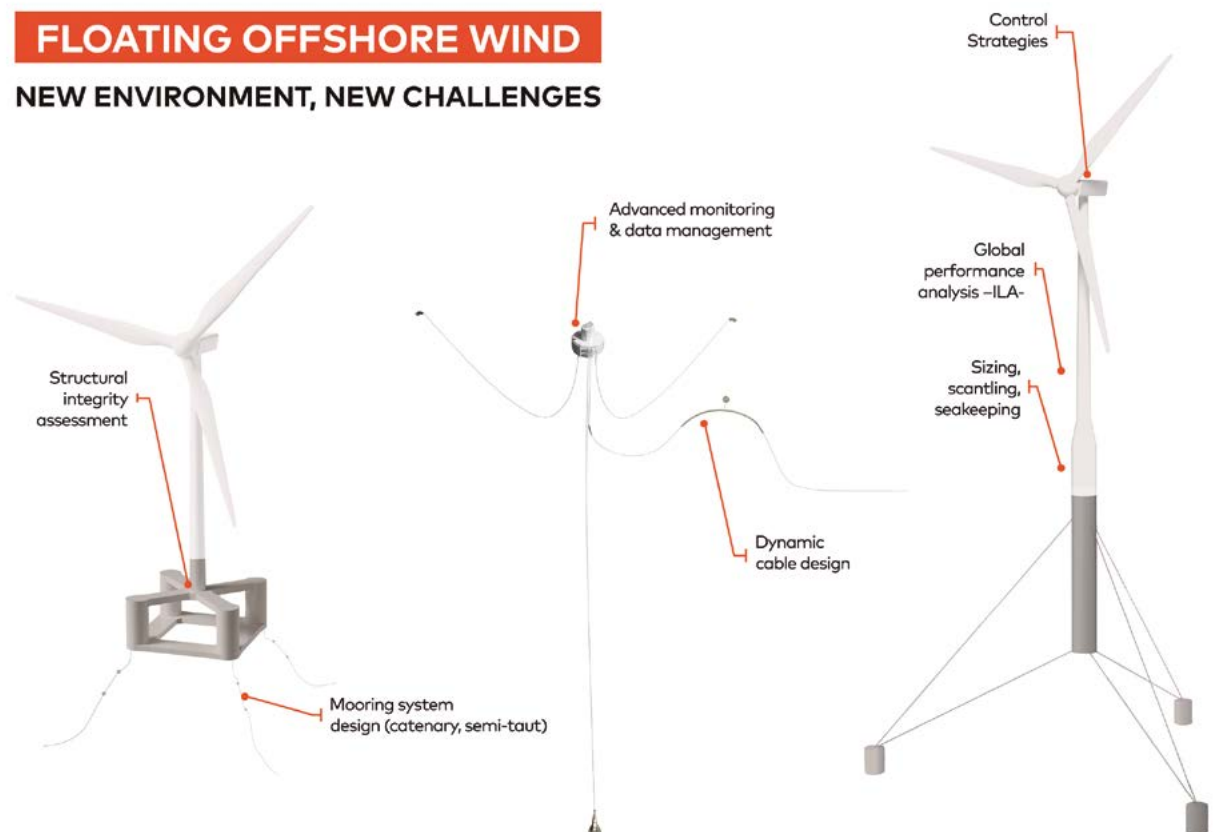 FLOATING OFFSHORE WIND
NEW ENVIRONMENT, NEW CHALLENGES
Control
Strategies
Advanced monitoring
& data management
Global
performance
analysis –ILA-
Structural
integrity
assessment
Sizing,
scantling,
seakeeping
Dynamic
cable design
Mooring system
design (catenary, semi-taut)